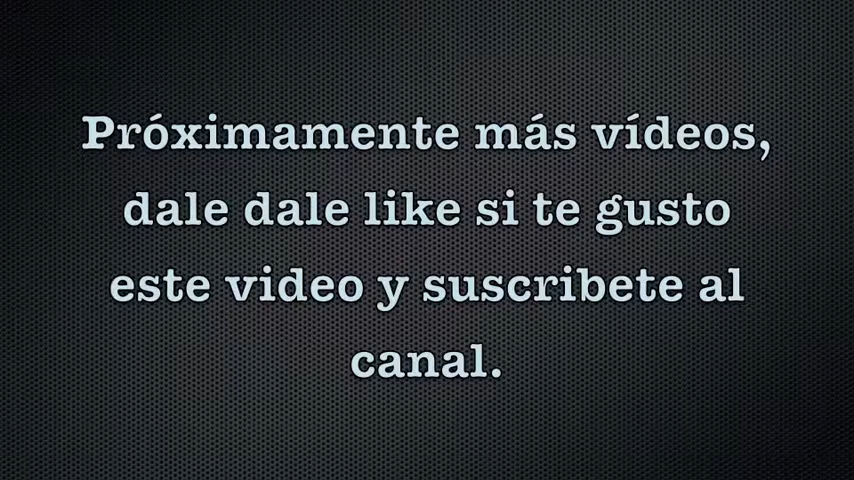 Próximamente más vídeos,
dale dale like si te gusto
este video y suscribete al
canal.